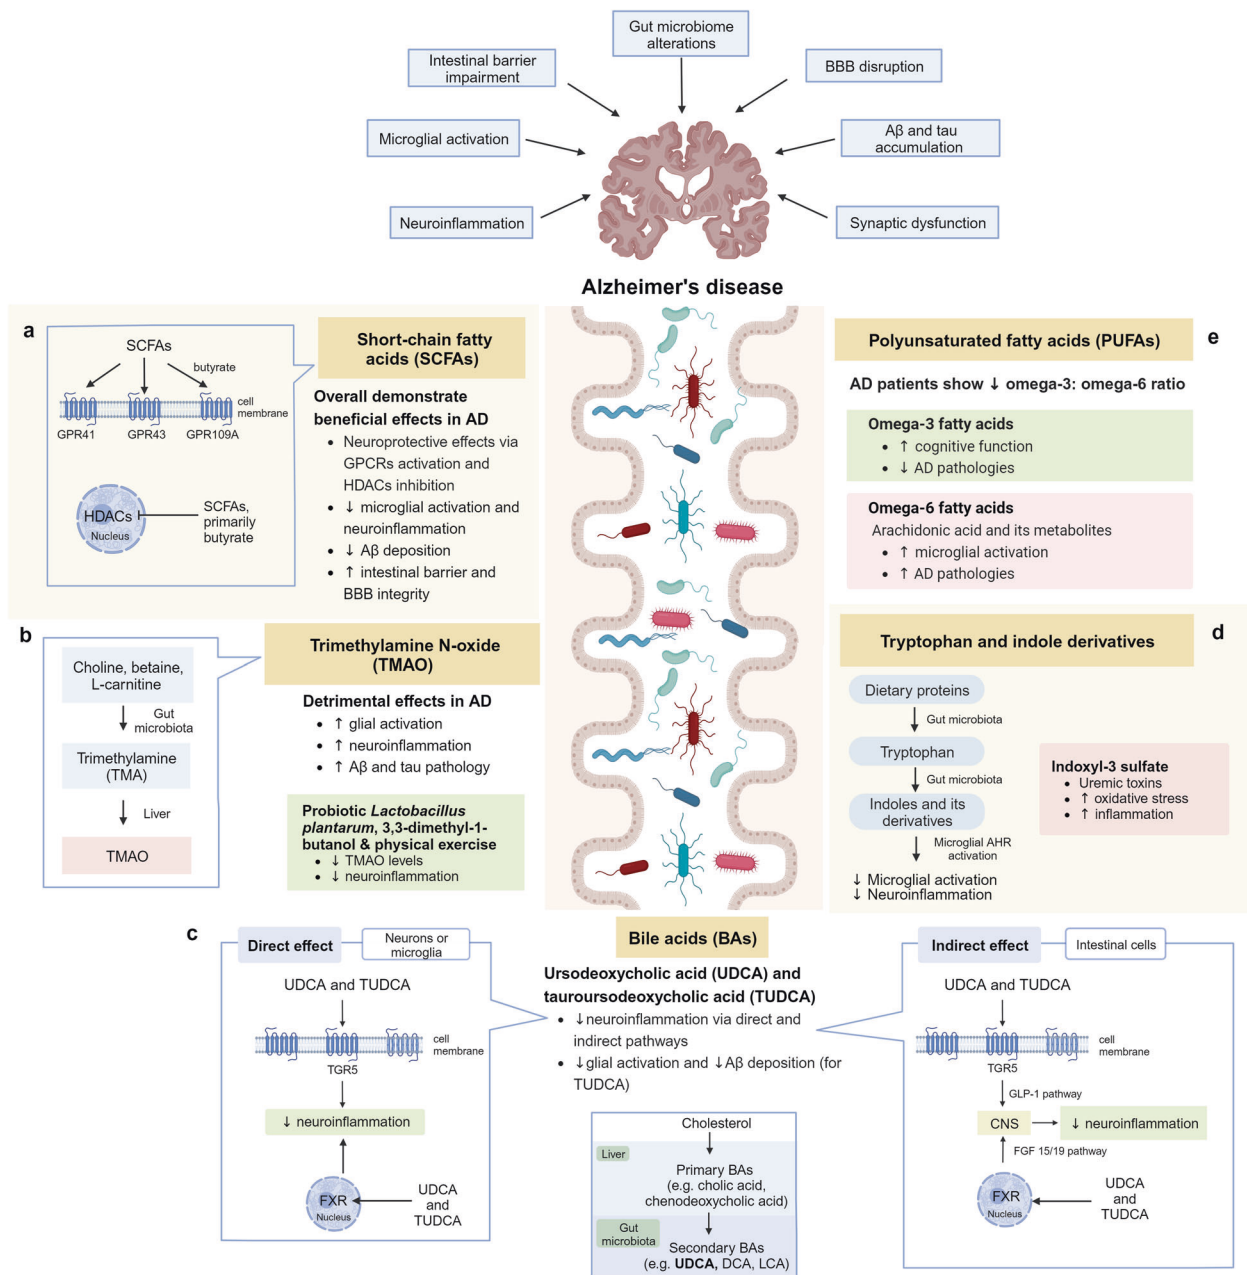 Gut microbiome
alterations
Intestinal barrier
impairment
BBB disruption
Microglial activation
Aβ and tau
accumulation
Neuroinflammation
Synaptic dysfunction
Alzheimer's disease
a
SCFAs
butyrate
cell
membrane
GPR41
GPR43
GPR109A
HDACs
Nucleus
SCFAs,
primarily
butyrate
Short-chain fatty
acids (SCFAs)
Overall demonstrate
beneficial effects in AD
• Neuroprotective effects via
GPCRs activation and
HDACs inhibition
• ↓ microglial activation and
neuroinflammation
• ↓ Aβ deposition
• ↑ intestinal barrier and
BBB integrity
Polyunsaturated fatty acids (PUFAs)
e
AD patients show ↓ omega-3: omega-6 ratio
Omega-3 fatty acids
• ↑ cognitive function
• ↓ AD pathologies
Omega-6 fatty acids
Arachidonic acid and its metabolites
• ↑ microglial activation
• ↑ AD pathologies
b
Choline, betaine,
L-carnitine
Gut
microbiota
Trimethylamine
(TMA)
Liver
TMAO
Trimethylamine N-oxide
(TMAO)
Detrimental effects in AD
• ↑ glial activation
• ↑ neuroinflammation
• ↑ Aβ and tau pathology
Probiotic Lactobacillus
plantarum, 3,3-dimethyl-1-
butanol & physical exercise
• ↓ TMAO levels
• ↓ neuroinflammation
Tryptophan and indole derivatives
d
Dietary proteins
Gut microbiota
Tryptophan
Gut microbiota
Indoles and its
derivatives
Microglial AHR
activation
↓ Microglial activation
↓ Neuroinflammation
Indoxyl-3 sulfate
• Uremic toxins
• ↑ oxidative stress
• ↑ inflammation
c
Direct effect
Neurons or
microglia
UDCA and TUDCA
cell
membrane
TGR5
↓ neuroinflammation
FXR
Nucleus
UDCA
and
TUDCA
Bile acids (BAs)
Ursodeoxycholic acid (UDCA) and
tauroursodeoxycholic acid (TUDCA)
• ↓neuroinflammation via direct and
indirect pathways
• ↓glial activation and ↓Aβ deposition (for
TUDCA)
Cholesterol
Liver
Primary BAs
(e.g. cholic acid,
chenodeoxycholic acid)
Gut
microbiota
Secondary BAs
(e.g. UDCA, DCA, LCA)
Indirect effect
Intestinal cells
UDCA and TUDCA
cell
membrane
TGR5
GLP-1 pathway
CNS
↓ neuroinflammation
FGF 15/19 pathway
FXR
Nucleus
UDCA
and
TUDCA